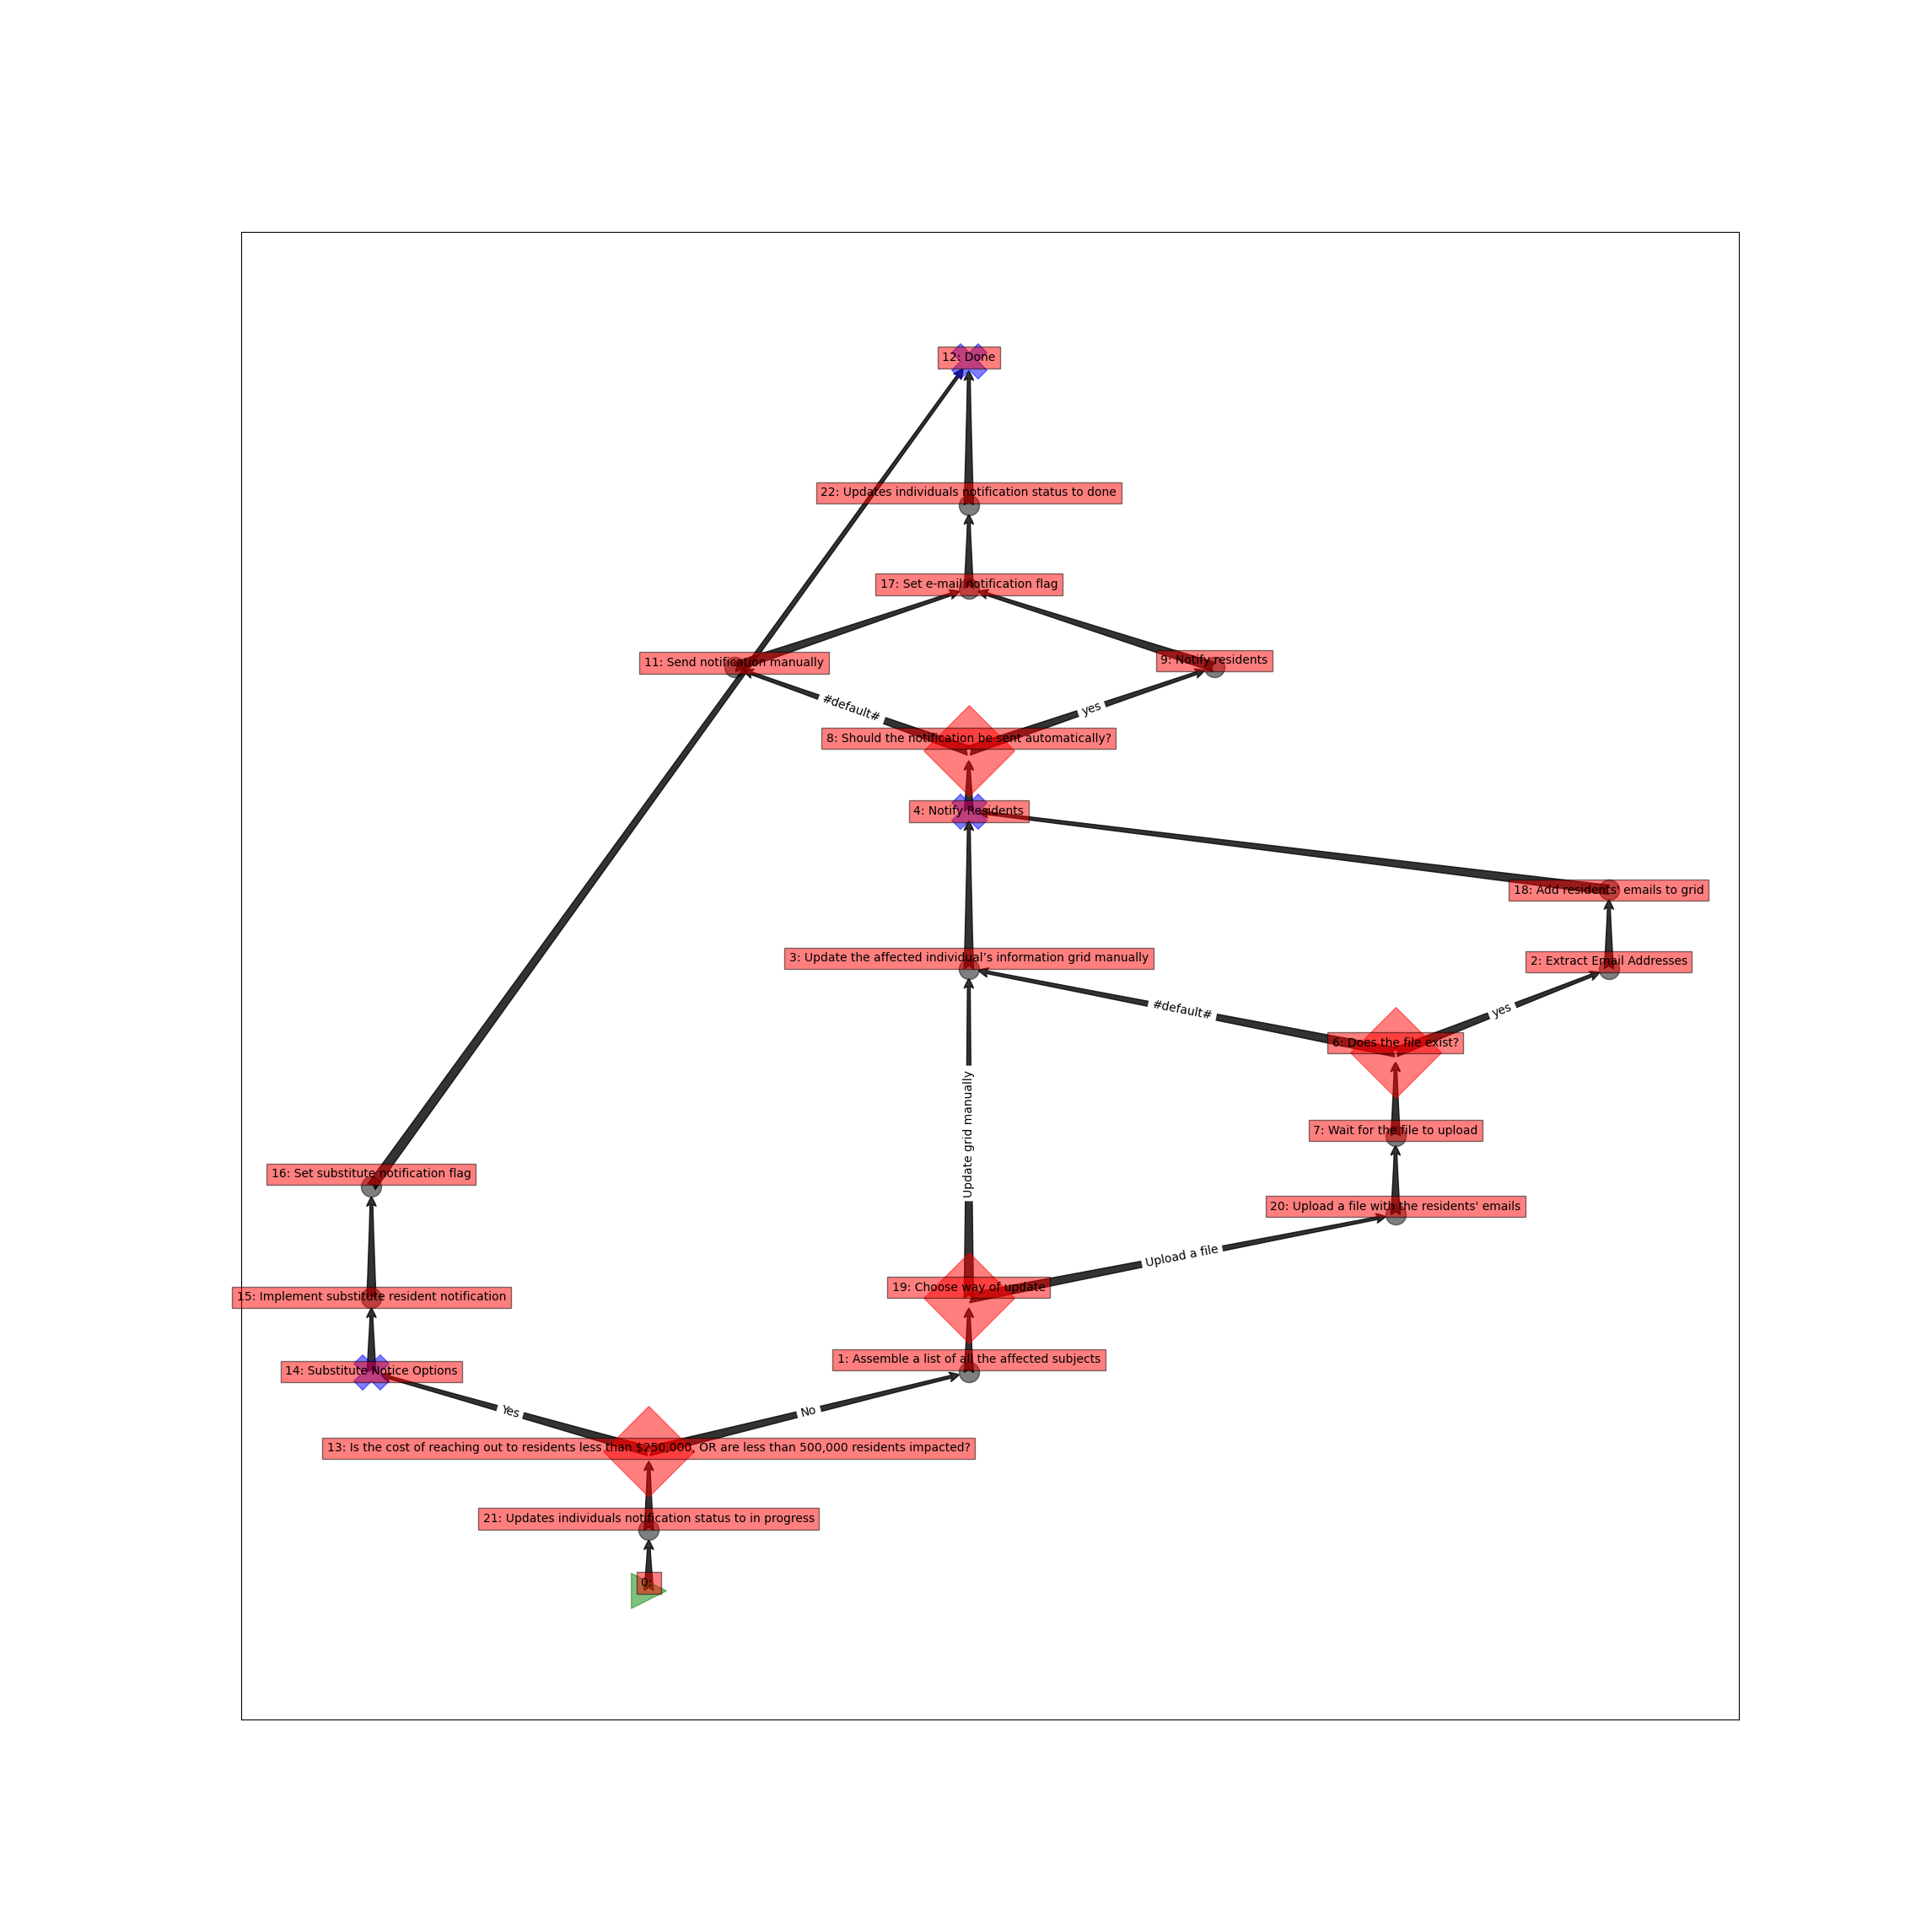 12: Done
22: Updates individuals notification status to done
17: Set e-mail notification flag
11: Send notification manually
9: Notify residents
#default#
yes
8: Should the notification be sent automatically?
4: Notify Residents
18: Add residents' emails to grid
3: Update the affected individual’s information grid manually
2: Extract Email Addresses
#default#
yes
6: Does the file exist?
Update grid manually
7: Wait for the file to upload
16: Set substitute notification flag
20: Upload a file with the residents' emails
Upload a file
19: Choose way of update
15: Implement substitute resident notification
1: Assemble a list of all the affected subjects
14: Substitute Notice Options
Yes
No
13: Is the cost of reaching out to residents less than $250,000, OR are less than 500,000 residents impacted?
21: Updates individuals notification status to in progress
0: